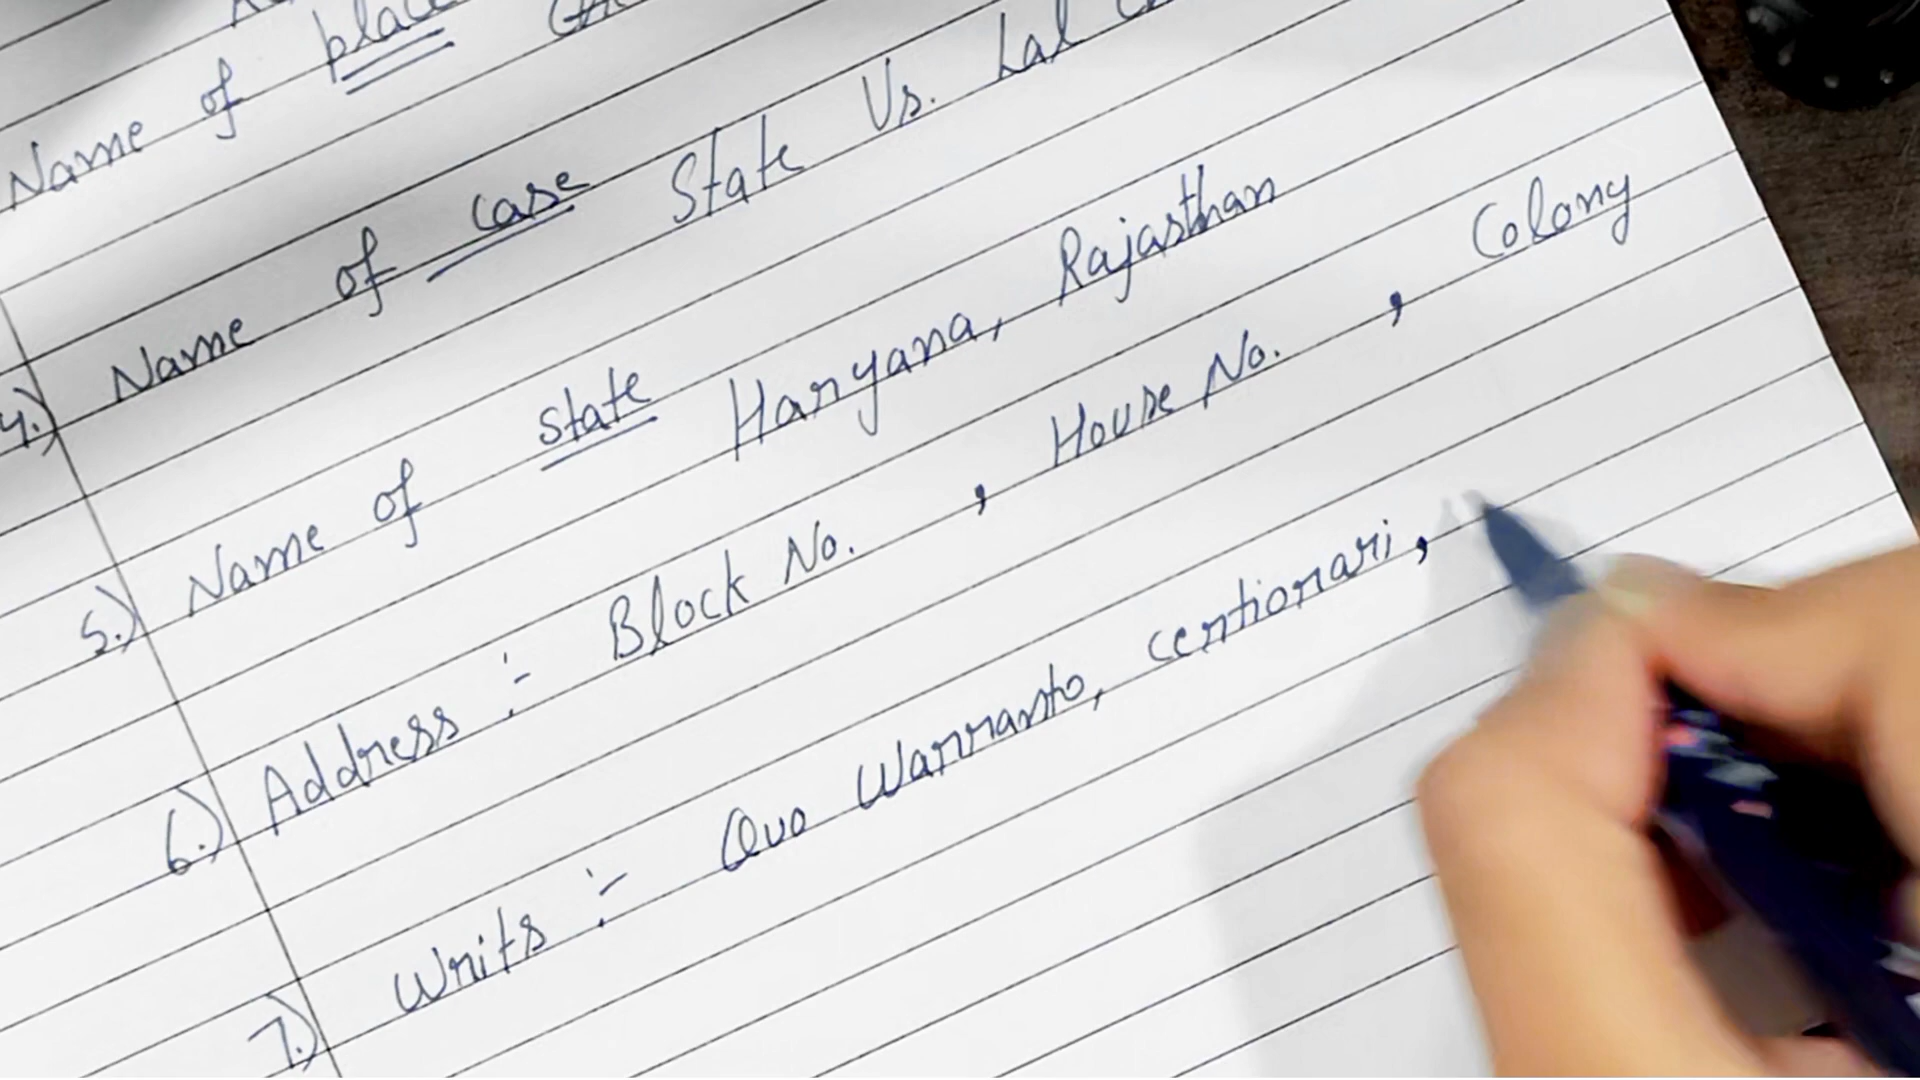 Name of place
4.) Name of case State Vs. Lal
5.) Name of state Haryana, Rajasthan
6.) Address :- Block No. , House No. , Colony
7.) Writs :- Quo Warranto, certiorari,